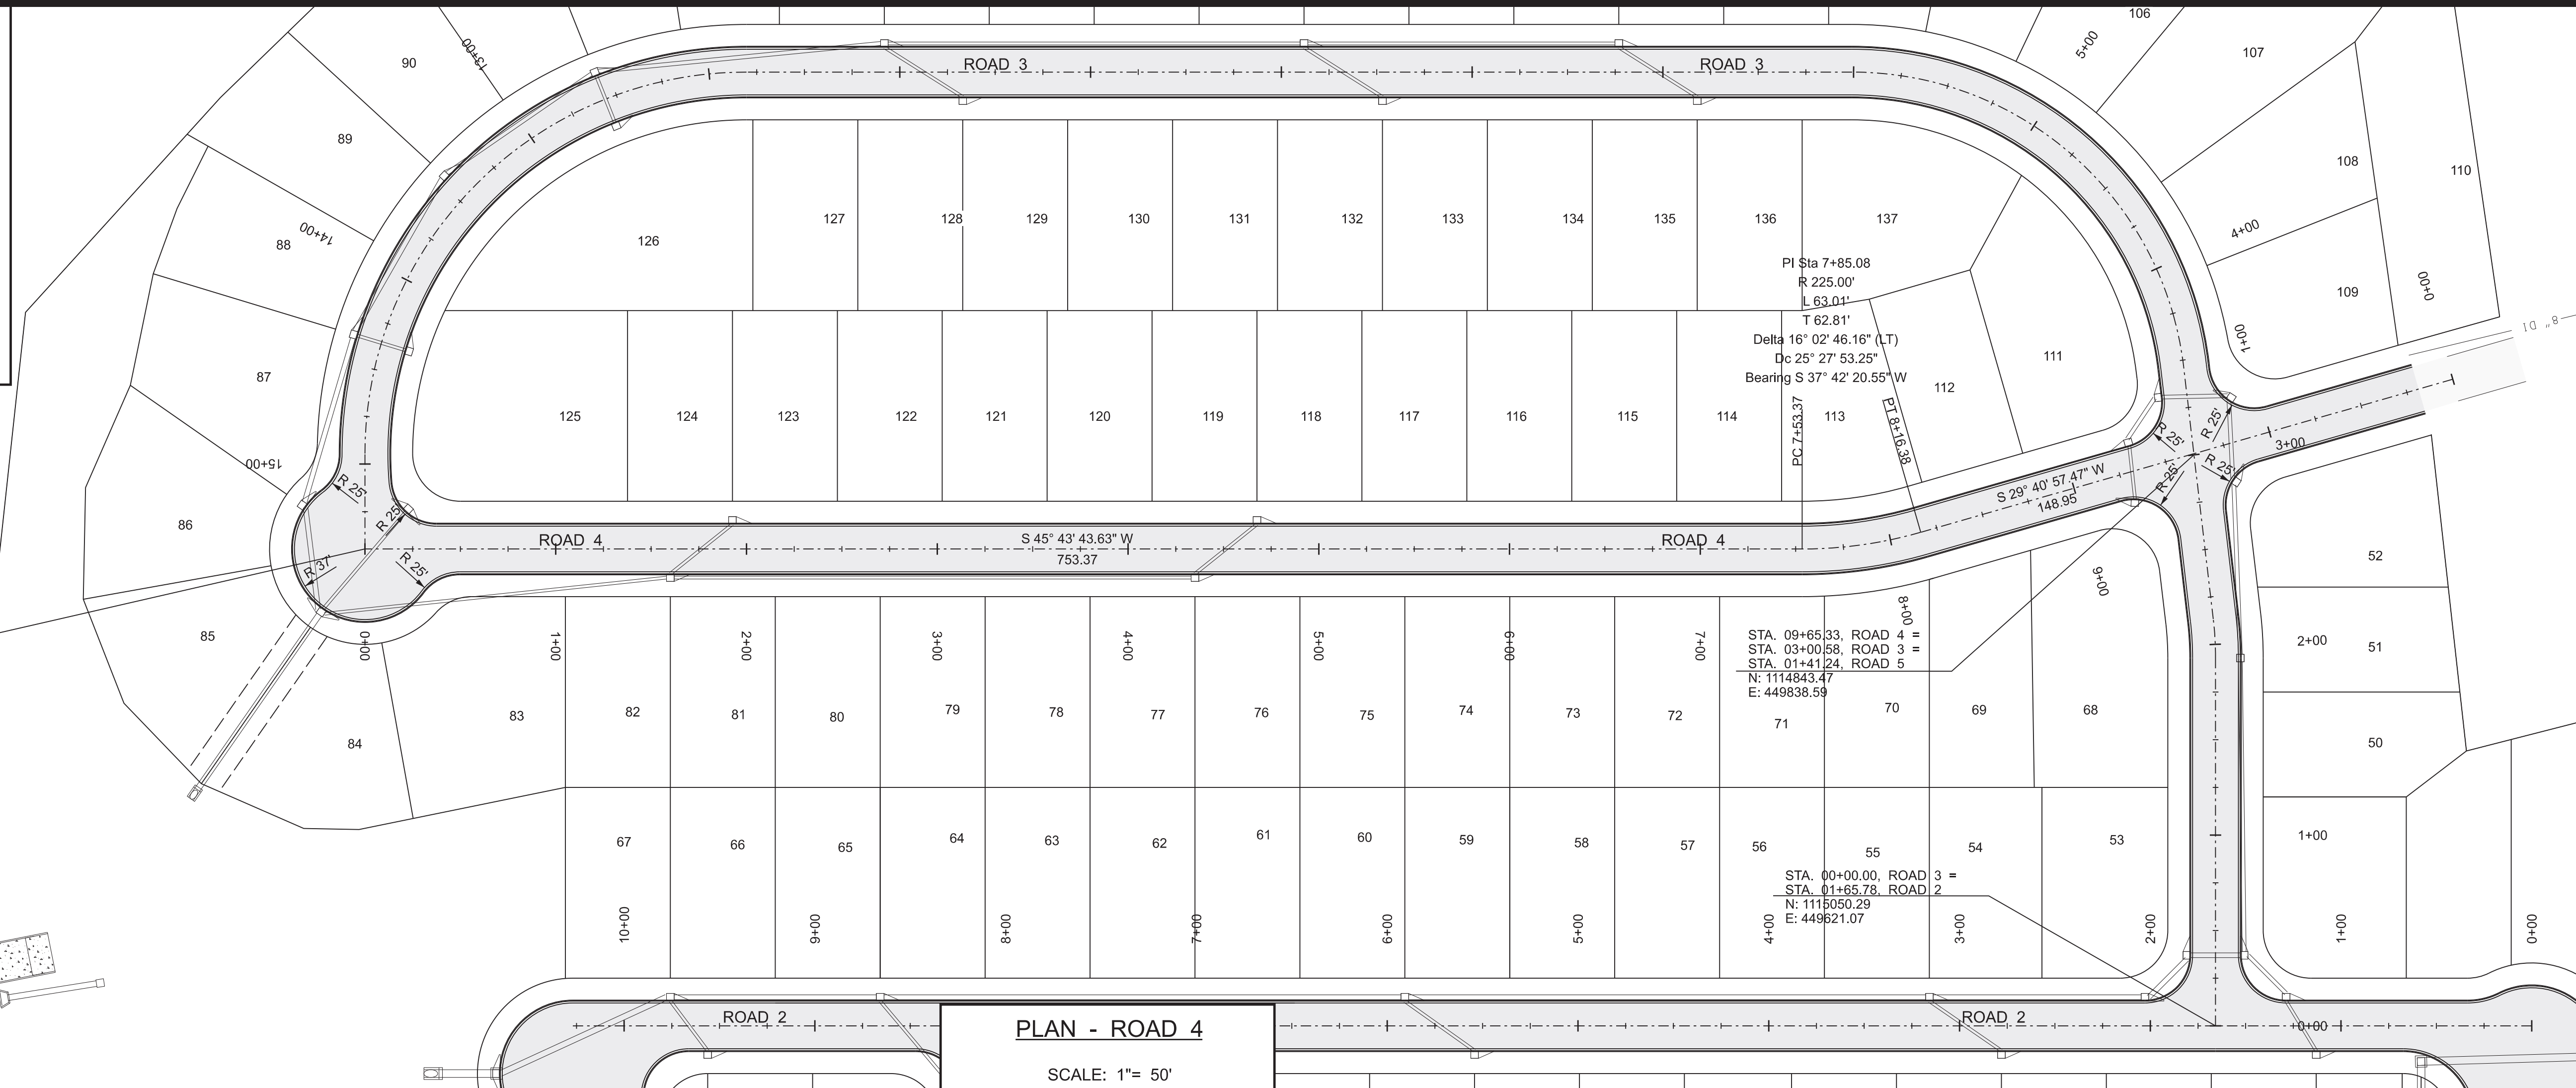 106
107
5+00
90
13+00
ROAD 3
ROAD 3
89
108
110
127
128
129
130
131
132
133
134
135
136
137
126
88
14+00
4+00
PI Sta 7+85.08
R 225.00'
L 63.01'
T 62.81'
Delta 16° 02' 46.16" (LT)
Dc 25° 27' 53.25"
Bearing S 37° 42' 20.55" W
109
0+00
1+00
8" DI
111
112
87
125
124
123
122
121
120
119
118
117
116
115
114
113
PC 7+53.37
PT 8+16.38
R 25'
R 25'
R 25'
R 25'
3+00
S 29° 40' 57.47" W
148.95
15+00
R 25'
R 25'
86
ROAD 4
S 45° 43' 43.63" W
753.37
ROAD 4
R 37'
R 25'
52
9+00
8+00
85
0+00
1+00
2+00
3+00
4+00
5+00
6+00
7+00
STA. 09+65.33, ROAD 4 =
STA. 03+00.58, ROAD 3 =
STA. 01+41.24, ROAD 5
N: 1114843.47
E: 449838.59
2+00
51
84
83
82
81
80
79
78
77
76
75
74
73
72
71
70
69
68
50
67
66
65
64
63
62
61
60
59
58
57
56
55
54
53
1+00
STA. 00+00.00, ROAD 3 =
STA. 01+65.78, ROAD 2
N: 1115050.29
E: 449621.07
10+00
9+00
8+00
7+00
6+00
5+00
4+00
3+00
2+00
1+00
0+00
ROAD 2
ROAD 2
0+00
PLAN - ROAD 4
SCALE: 1"= 50'